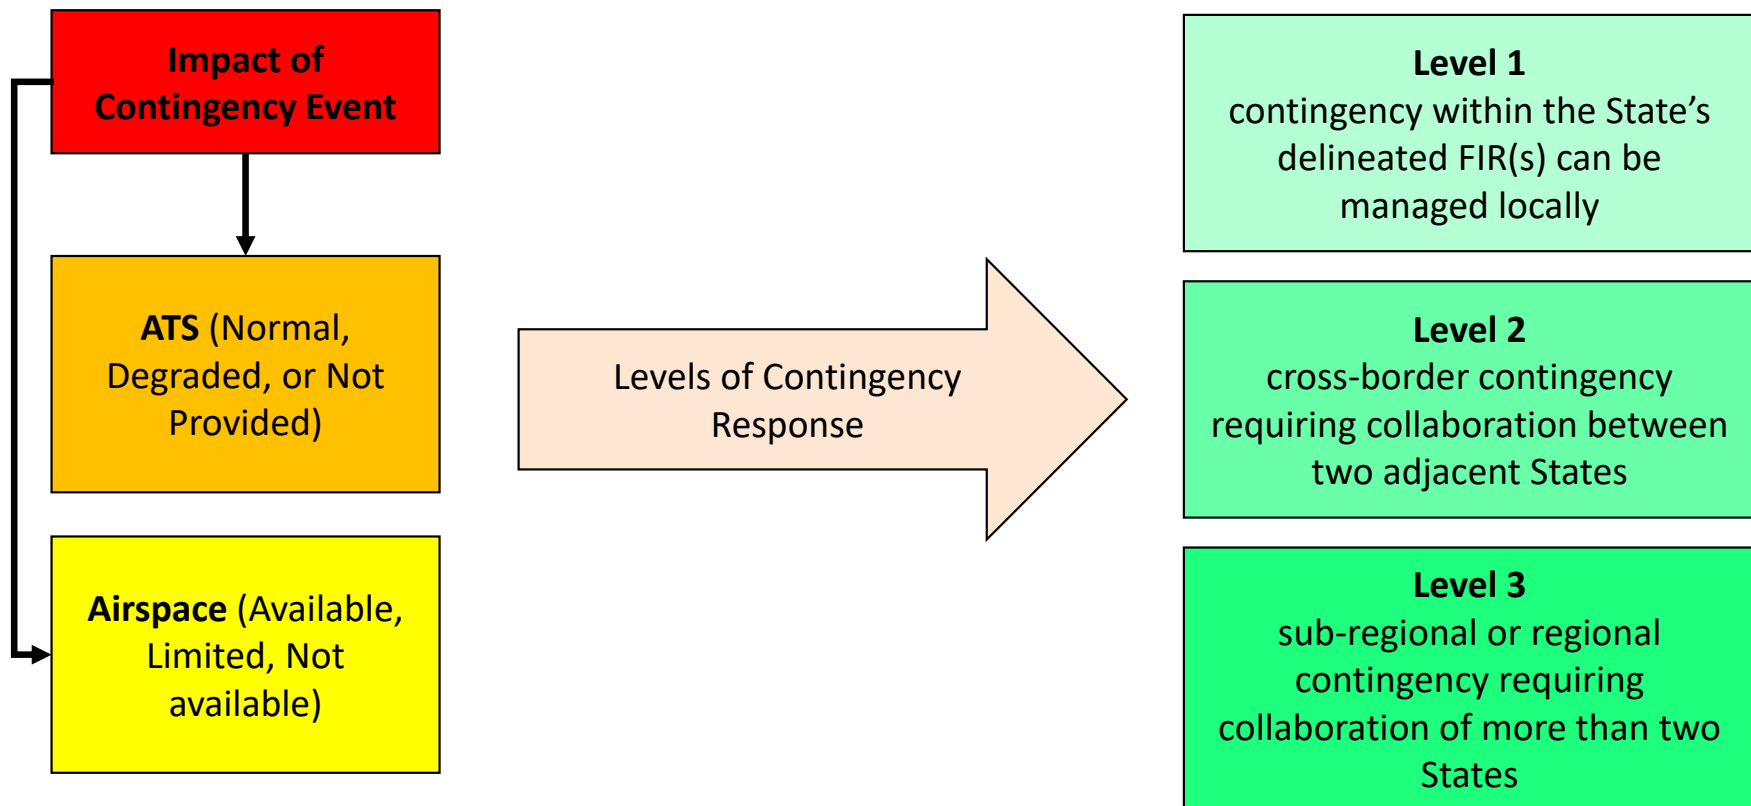 Impact of
Contingency Event
ATS (Normal,
Degraded, or Not
Provided)
Airspace (Available,
Limited, Not
available)
Levels of Contingency
Response
Level 1
contingency within the State’s
delineated FIR(s) can be
managed locally
Level 2
cross-border contingency
requiring collaboration between
two adjacent States
Level 3
sub-regional or regional
contingency requiring
collaboration of more than two
States